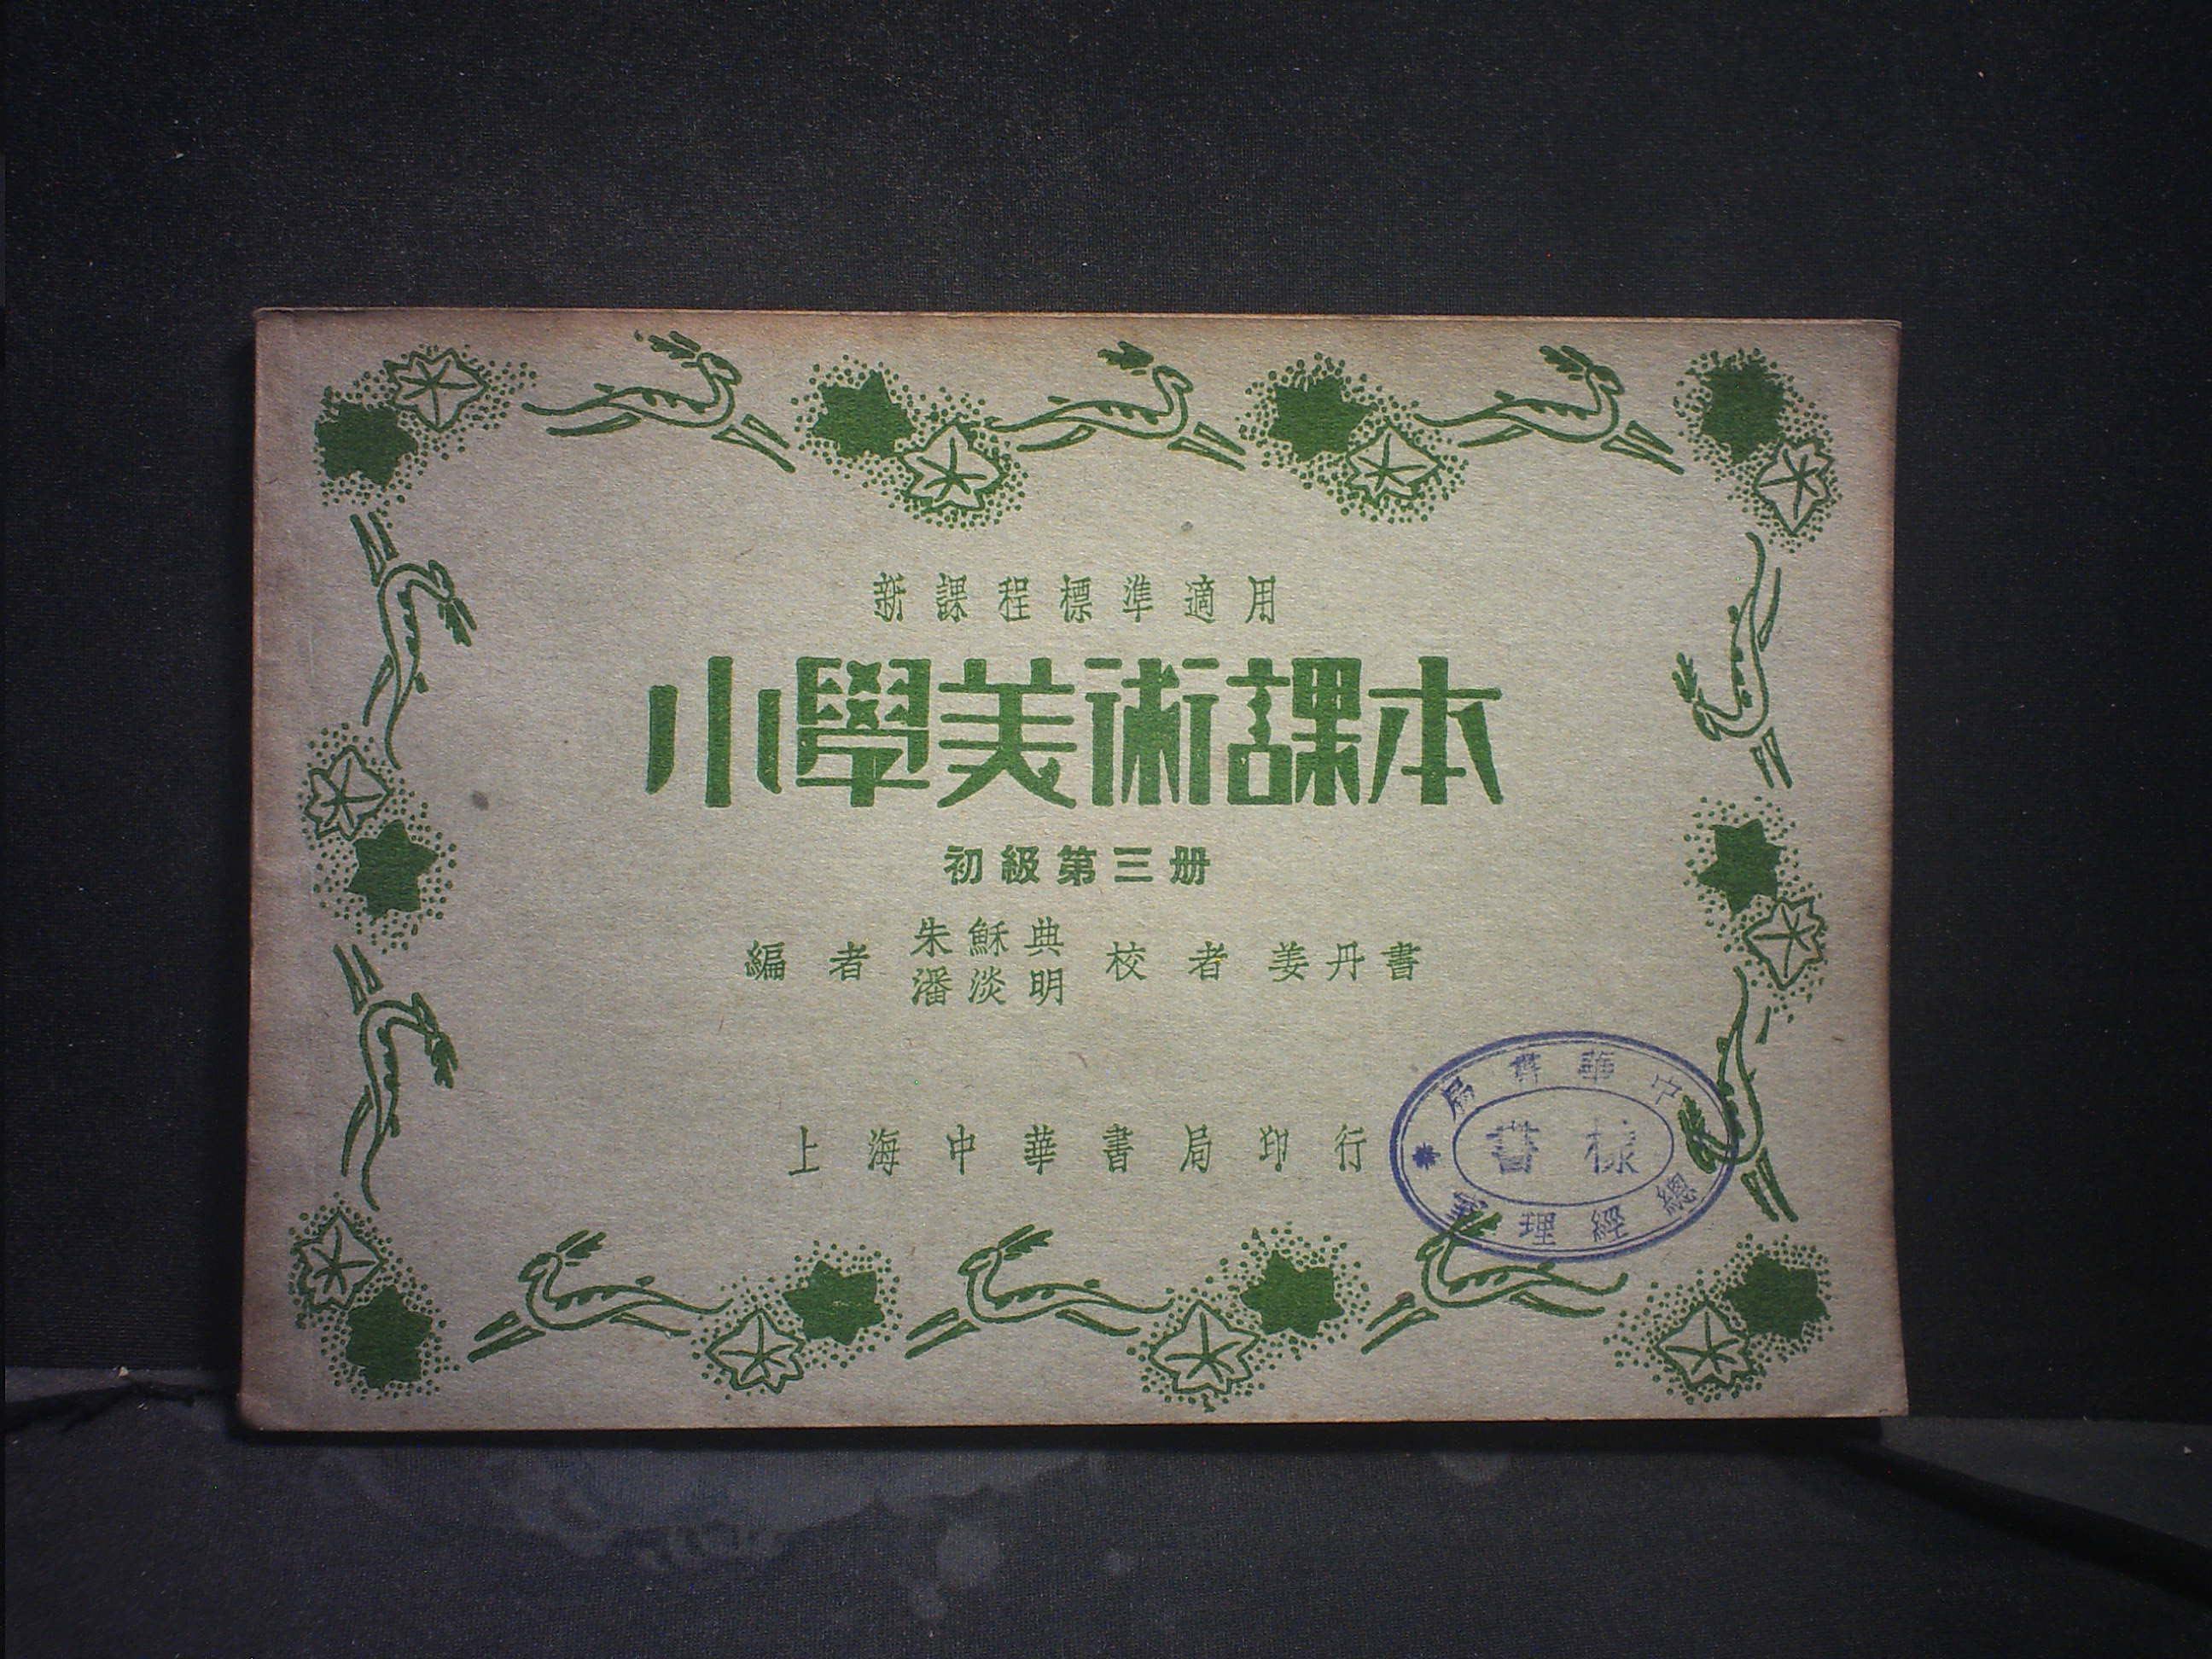 新課程標準適用
小學美術課本
初級第三册
編者 朱穌典 潘淡明 校者 姜丹書
上海中華書局印行
中華書局
樣書
總經理室